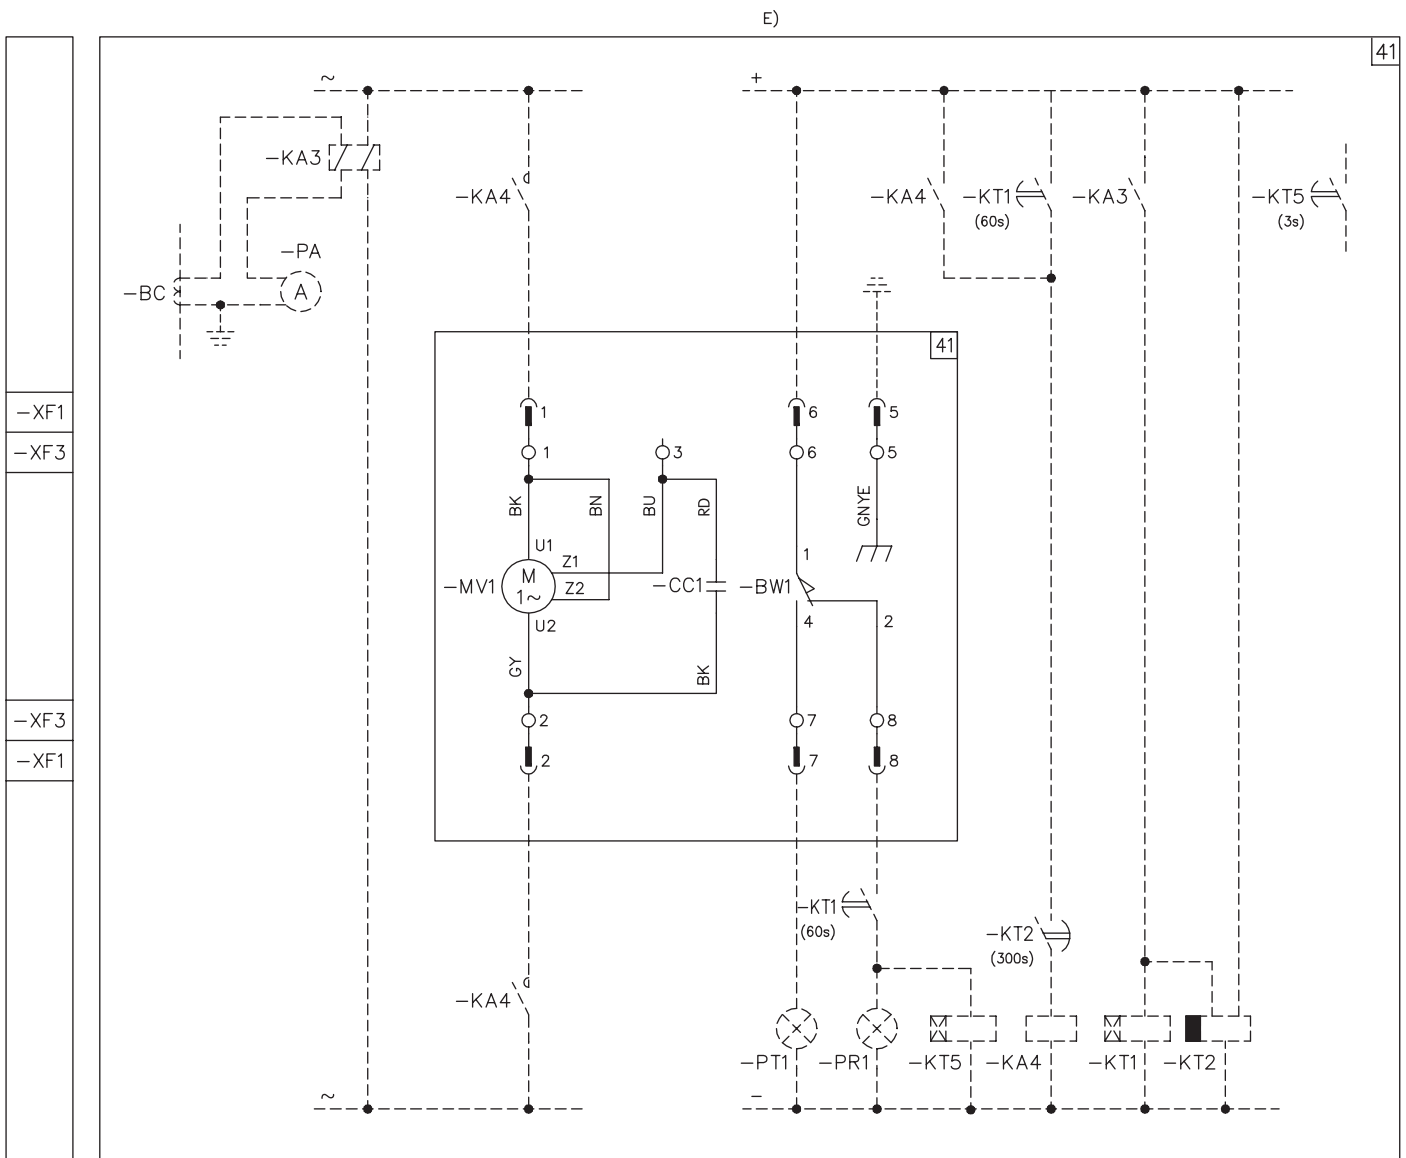 E)
41
~
+
-KA3
-KA4
-KA4
-KT1
(60s)
-KA3
-KT5
(3s)
-PA
-BC
A
41
-XF1
1
6
5
-XF3
1
3
6
5
BK
BN
BU
RD
GNYE
U1
Z1
1
-MV1
M
1~
Z2
-CC1
-BW1
U2
4
2
GY
BK
-XF3
2
7
8
-XF1
2
7
8
-KT1
(60s)
-KT2
(300s)
-KA4
-PT1
-PR1
-KT5
-KA4
-KT1
-KT2
~
-